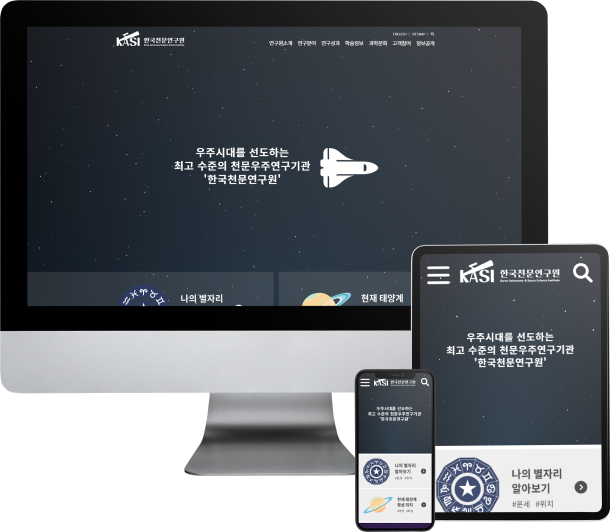 KASI 한국천문연구원
ENGLISH SITEMAP
연구원소개 연구분야 연구성과 학술정보 과학문화 고객참여 정보공개
우주시대를 선도하는
최고 수준의 천문우주연구기관
'한국천문연구원'
나의 별자리
현재 태양계
KASI 한국천문연구원
Korea Astronomy & Space Science Institute
우주시대를 선도하는
최고 수준의 천문우주연구기관
'한국천문연구원'
나의 별자리
알아보기
#운세 #위치
KASI 한국천문연구원
우주시대를 선도하는
최고 수준의 천문우주연구기관
'한국천문연구원'
나의 별자리
알아보기
#운세 #위치
현재 태양계
행성 위치